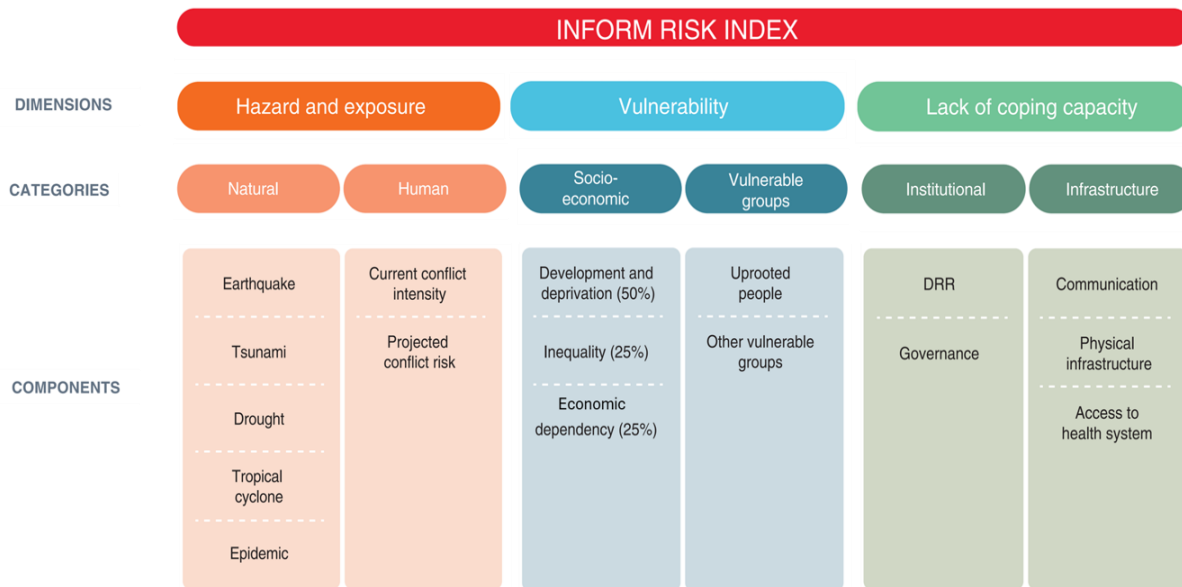 INFORM RISK INDEX
DIMENSIONS
Hazard and exposure
Vulnerability
Lack of coping capacity
CATEGORIES
Natural
Human
Socio-
economic
Vulnerable
groups
Institutional
Infrastructure
COMPONENTS
Earthquake
Tsunami
Drought
Tropical
cyclone
Epidemic
Current conflict
intensity
Projected
conflict risk
Development and
deprivation (50%)
Inequality (25%)
Economic
dependency (25%)
Uprooted
people
Other vulnerable
groups
DRR
Governance
Communication
Physical
infrastructure
Access to
health system